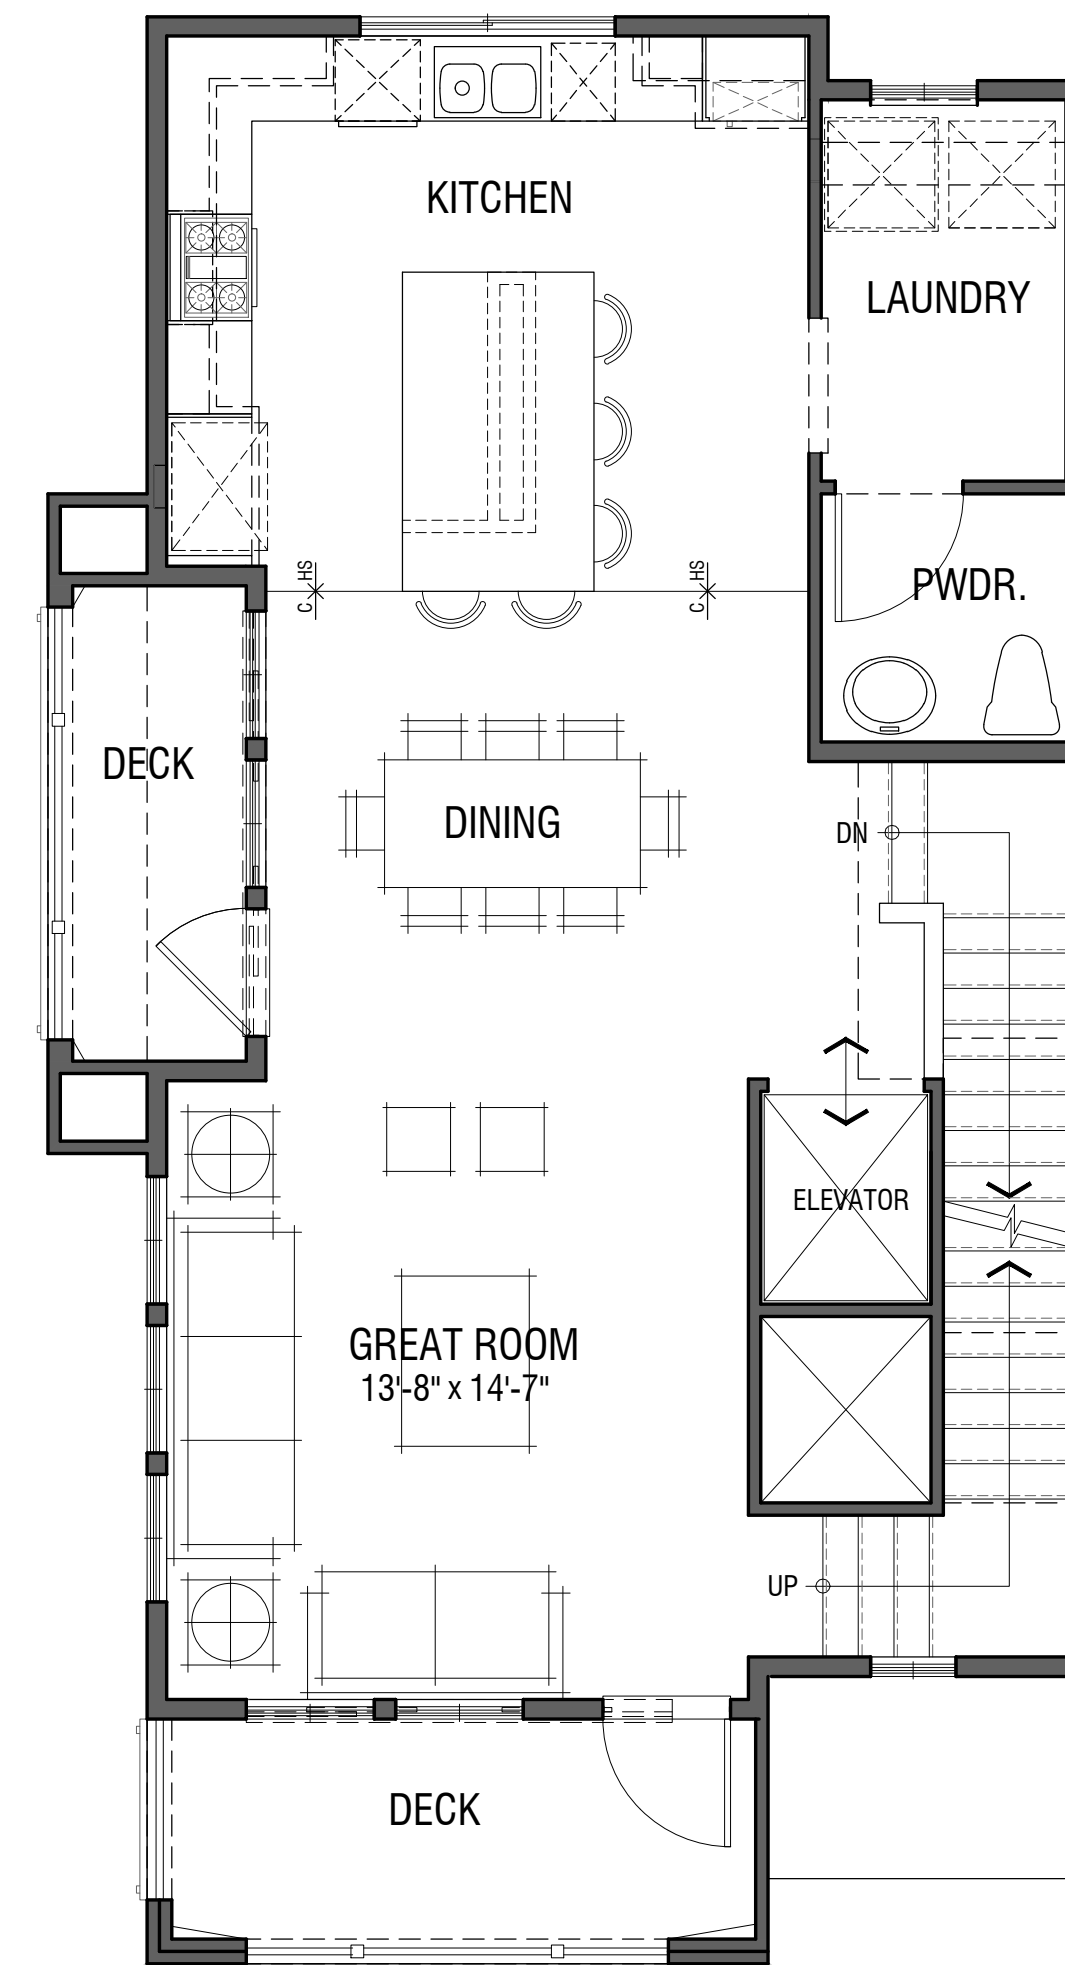 KITCHEN
LAUNDRY
HS
C
HS
C
PWDR.
DECK
DINING
DN
ELEVATOR
GREAT ROOM
13'-8" x 14'-7"
UP
DECK